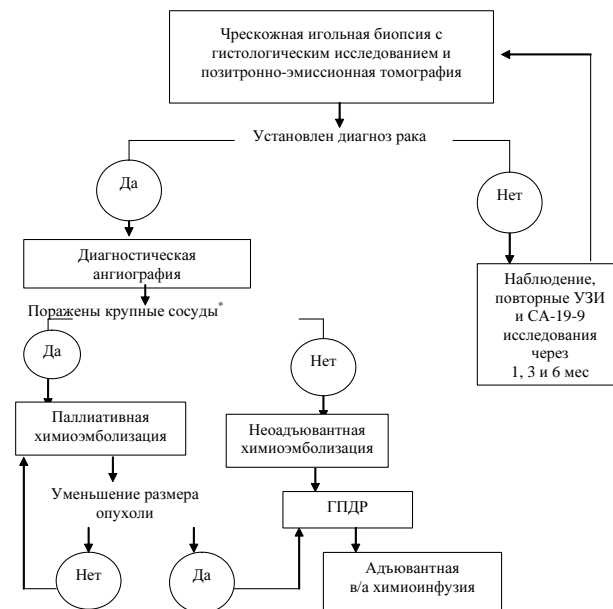 Чрескожная игольная биопсия с
гистологическим исследованием и
позитронно-эмиссионная томография
Установлен диагноз рака
Да
Нет
Диагностическая
ангиография
Наблюдение,
повторные УЗИ
и СА-19-9
исследования
через
1, 3 и 6 мес
Поражены крупные сосуды*
Да
Нет
Паллиативная
химиоэмболизация
Неоадъювантная
химиоэмболизация
Уменьшение размера
опухоли
ГПДР
Нет
Да
Адъювантная
в/а химиоинфузия